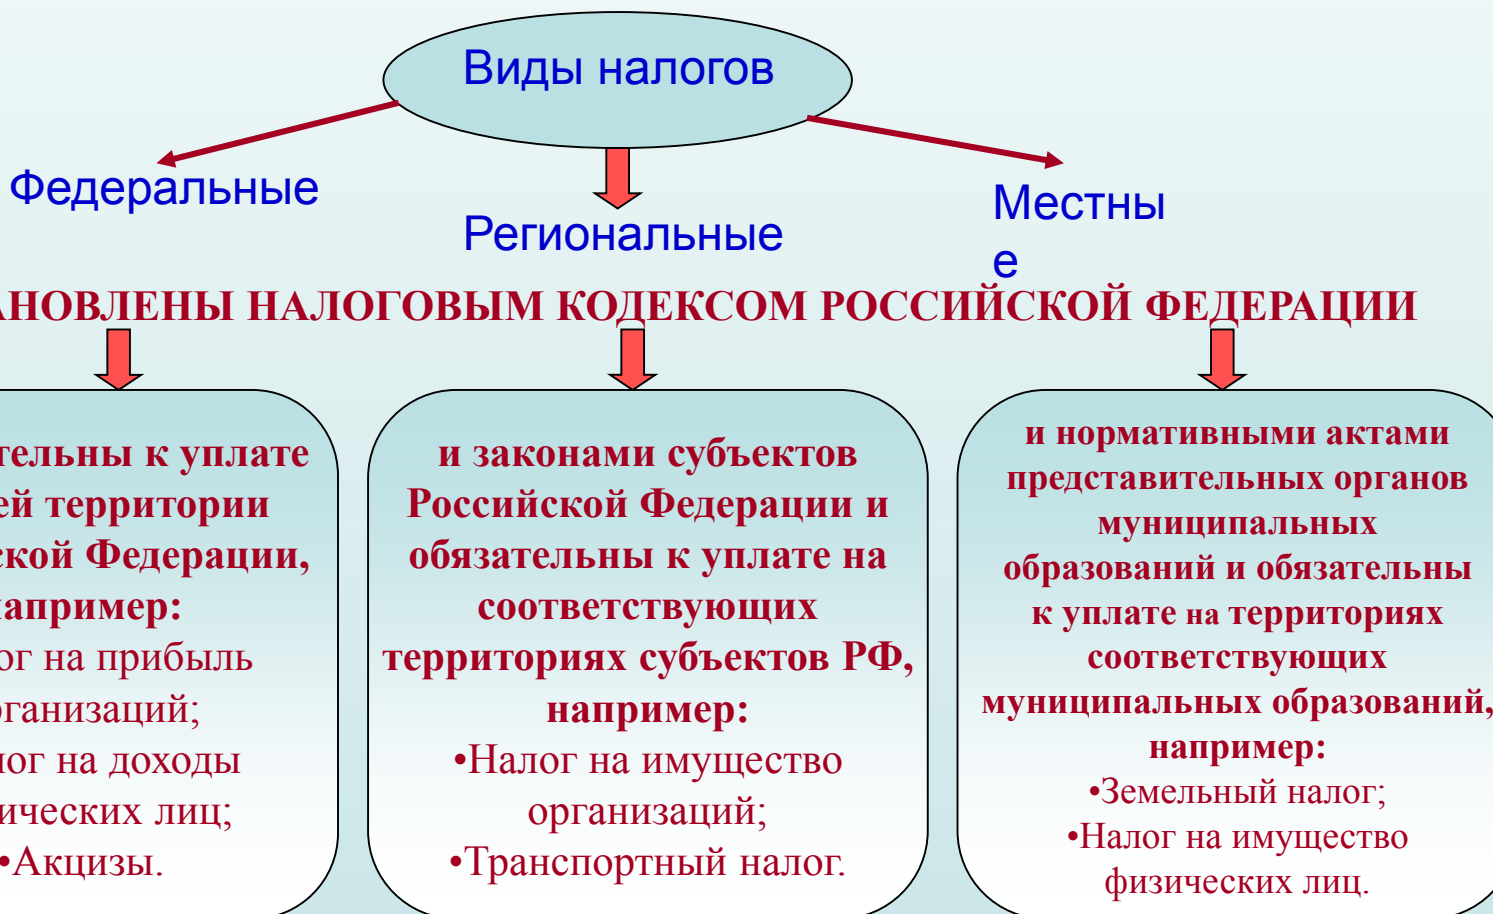 Виды налогов
Федеральные
Региональные
Местны
е
АНОВЛЕНЫ НАЛОГОВЫМ КОДЕКСОМ РОССИЙСКОЙ ФЕДЕРАЦИИ
тельны к уплате
ей территории
ской Федерации,
например:
ог на прибыль
рганизаций;
лог на доходы
ических лиц;
•Акцизы.
и законами субъектов
Российской Федерации и
обязательны к уплате на
соответствующих
территориях субъектов РФ,
например:
•Налог на имущество
организаций;
•Транспортный налог.
и нормативными актами
представительных органов
муниципальных
образований и обязательны
к уплате на территориях
соответствующих
муниципальных образований,
например:
•Земельный налог;
•Налог на имущество
физических лиц.